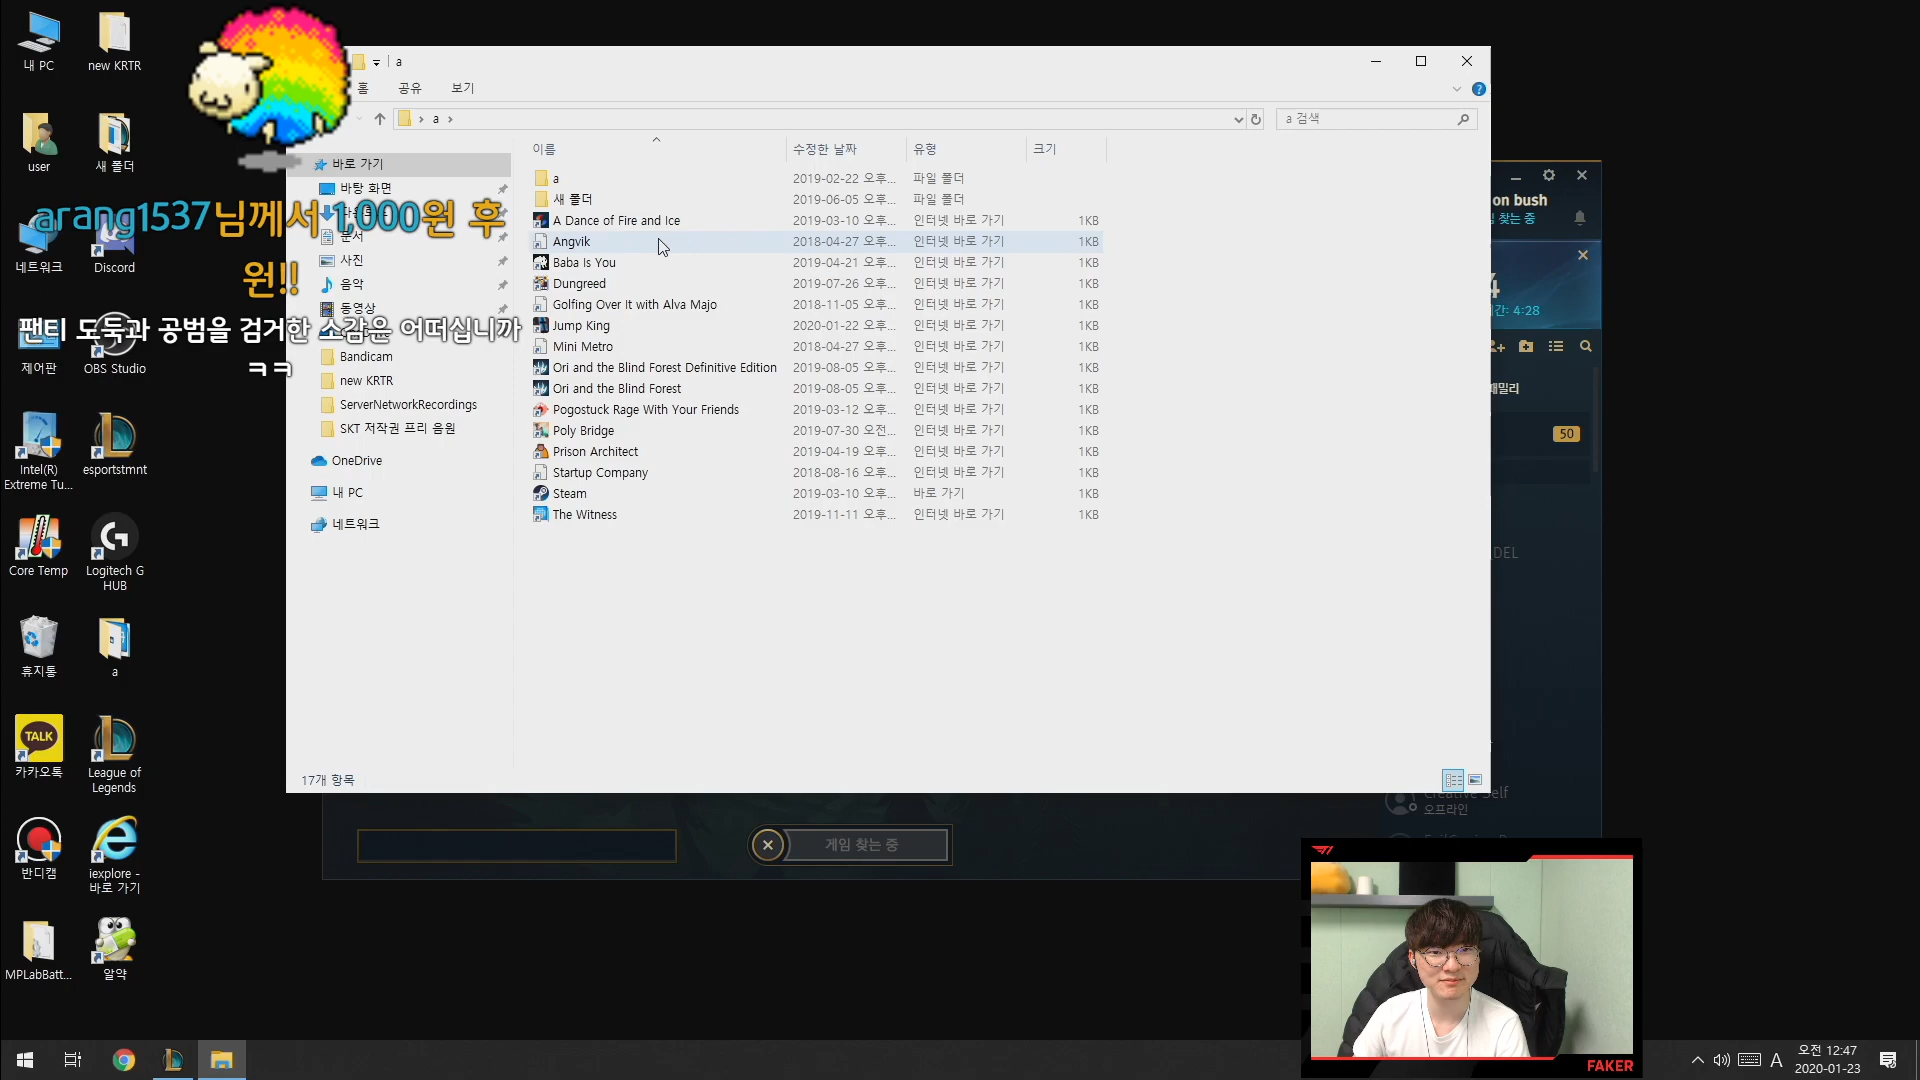 내 PC
new KRTR
user
새 폴더
네트워크
Discord
제어판
OBS Studio
Intel(R)
Extreme Tu...
esportstmnt
Core Temp
Logitech G
HUB
휴지통
a
카카오톡
League of
Legends
반디캠
iexplore -
바로 가기
MPLabBatt...
알약
arang1537님께서 1,000원 후
원!!
팬티 도둑과 공범을 검거한 소감은 어떠십니까
ㅋㅋ
a
홈
공유
보기
a
a 검색
바로 가기
바탕 화면
문서
사진
음악
동영상
Bandicam
new KRTR
ServerNetworkRecordings
SKT 저작권 프리 음원
OneDrive
내 PC
네트워크
이름 수정한 날짜 유형 크기
a 2019-02-22 오후... 파일 폴더
새 폴더 2019-06-05 오후... 파일 폴더
A Dance of Fire and Ice 2019-03-10 오후... 인터넷 바로 가기 1KB
Angvik 2018-04-27 오후... 인터넷 바로 가기 1KB
Baba Is You 2019-04-21 오후... 인터넷 바로 가기 1KB
Dungreed 2019-07-26 오후... 인터넷 바로 가기 1KB
Golfing Over It with Alva Majo 2018-11-05 오후... 인터넷 바로 가기 1KB
Jump King 2020-01-22 오후... 인터넷 바로 가기 1KB
Mini Metro 2018-04-27 오후... 인터넷 바로 가기 1KB
Ori and the Blind Forest Definitive Edition 2019-08-05 오후... 인터넷 바로 가기 1KB
Ori and the Blind Forest 2019-08-05 오후... 인터넷 바로 가기 1KB
Pogostuck Rage With Your Friends 2019-03-12 오후... 인터넷 바로 가기 1KB
Poly Bridge 2019-07-30 오전... 인터넷 바로 가기 1KB
Prison Architect 2019-04-19 오후... 인터넷 바로 가기 1KB
Startup Company 2018-08-16 오후... 인터넷 바로 가기 1KB
Steam 2019-03-10 오후... 바로 가기 1KB
The Witness 2019-11-11 오후... 인터넷 바로 가기 1KB
17개 항목
on bush
찾는 중
4
간: 4:28
패밀리
50
DEL
Creative Self
오프라인
게임 찾는 중
T1
FAKER
TALK
A
오전 12:47
2020-01-23